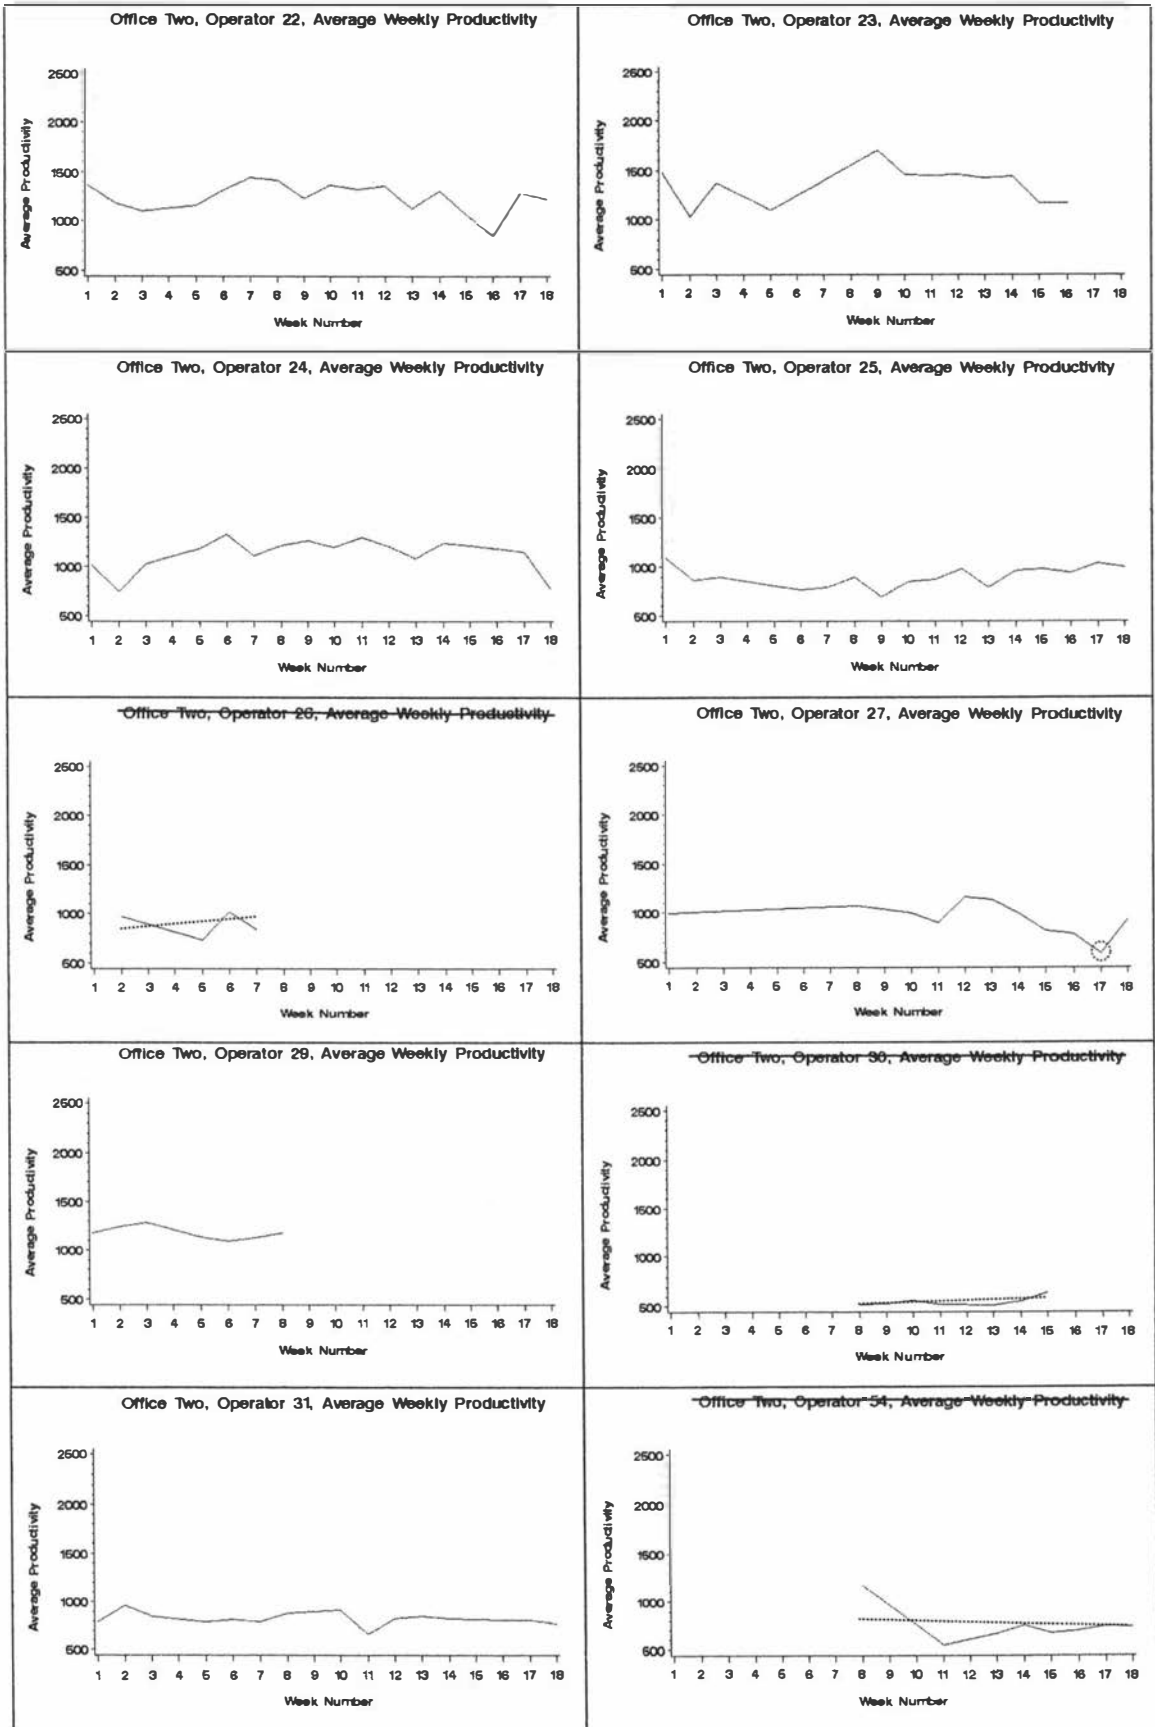 Office Two, Operator 22, Average Weekly Productivity
2500
2000
1500
1000
500
Average Productivity
1 2 3 4 5 6 7 8 9 10 11 12 13 14 15 16 17 18
Week Number
Office Two, Operator 23, Average Weekly Productivity
2500
2000
1500
1000
500
Average Productivity
1 2 3 4 5 6 7 8 9 10 11 12 13 14 15 16 17 18
Week Number
Office Two, Operator 24, Average Weekly Productivity
2500
2000
1500
1000
500
Average Productivity
1 2 3 4 5 6 7 8 9 10 11 12 13 14 15 16 17 18
Week Number
Office Two, Operator 25, Average Weekly Productivity
2500
2000
1500
1000
500
Average Productivity
1 2 3 4 5 6 7 8 9 10 11 12 13 14 15 16 17 18
Week Number
Office Two, Operator 26, Average Weekly Productivity
2500
2000
1500
1000
500
Average Productivity
1 2 3 4 5 6 7 8 9 10 11 12 13 14 15 16 17 18
Week Number
Office Two, Operator 27, Average Weekly Productivity
2500
2000
1500
1000
500
Average Productivity
1 2 3 4 5 6 7 8 9 10 11 12 13 14 15 16 17 18
Week Number
Office Two, Operator 29, Average Weekly Productivity
2500
2000
1500
1000
500
Average Productivity
1 2 3 4 5 6 7 8 9 10 11 12 13 14 15 16 17 18
Week Number
Office Two, Operator 30, Average Weekly Productivity
2500
2000
1500
1000
500
Average Productivity
1 2 3 4 5 6 7 8 9 10 11 12 13 14 15 16 17 18
Week Number
Office Two, Operator 31, Average Weekly Productivity
2500
2000
1500
1000
500
Average Productivity
1 2 3 4 5 6 7 8 9 10 11 12 13 14 15 16 17 18
Week Number
Office Two, Operator 54, Average Weekly Productivity
2500
2000
1500
1000
500
Average Productivity
1 2 3 4 5 6 7 8 9 10 11 12 13 14 15 16 17 18
Week Number